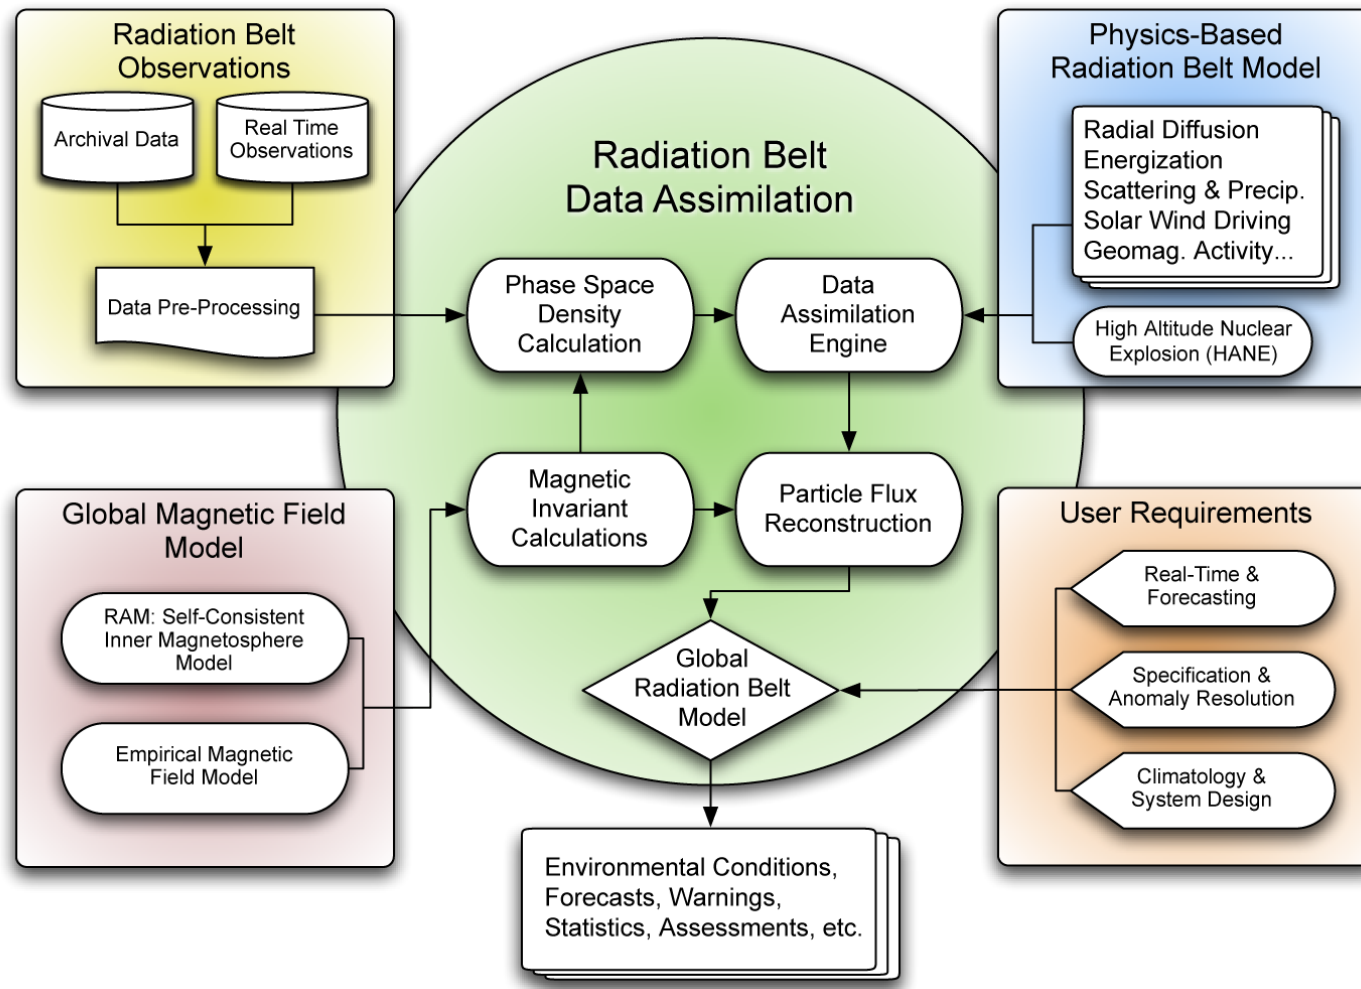 Radiation Belt
Observations
Archival Data
Real Time
Observations
Data Pre-Processing
Radiation Belt
Data Assimilation
Phase Space
Density
Calculation
Data
Assimilation
Engine
Magnetic
Invariant
Calculations
Particle Flux
Reconstruction
Global
Radiation Belt
Model
Physics-Based
Radiation Belt Model
Radial Diffusion
Energization
Scattering & Precip.
Solar Wind Driving
Geomag. Activity...
High Altitude Nuclear
Explosion (HANE)
Global Magnetic Field
Model
RAM: Self-Consistent
Inner Magnetosphere
Model
Empirical Magnetic
Field Model
User Requirements
Real-Time &
Forecasting
Specification &
Anomaly Resolution
Climatology &
System Design
Environmental Conditions,
Forecasts, Warnings,
Statistics, Assessments, etc.